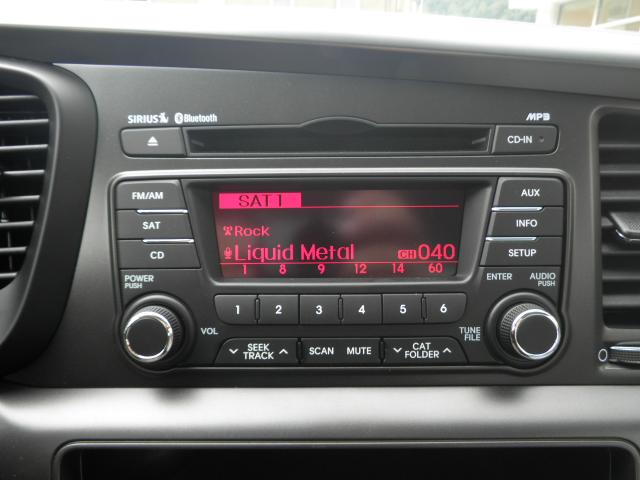 SIRIUS Bluetooth MP3
CD-IN
FM/AM SAT1 AUX
SAT Rock INFO
CD Liquid Metal CH 040 SETUP
1 8 9 12 14 60
POWER PUSH ENTER AUDIO PUSH
1 2 3 4 5 6
VOL TUNE FILE
SEEK TRACK SCAN MUTE CAT FOLDER